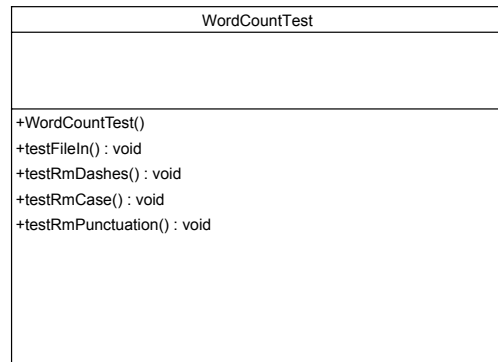 WordCountTest
+WordCountTest()
+testFileIn() : void
+testRmDashes() : void
+testRmCase() : void
+testRmPunctuation() : void